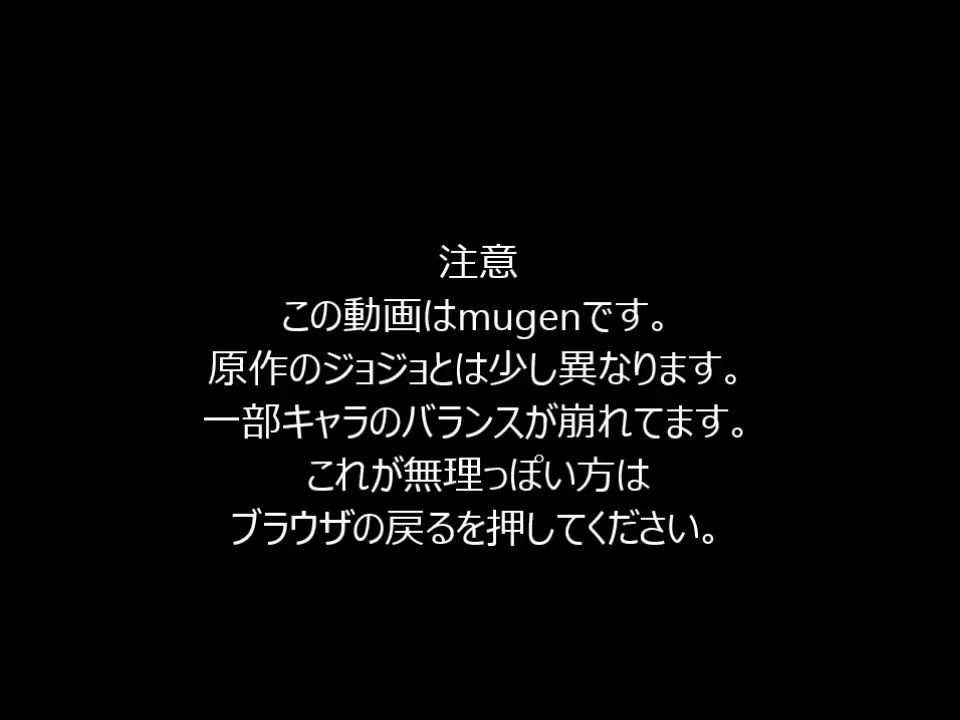 注意
この動画はmugenです。
原作のジョジョとは少し異なります。
一部キャラのバランスが崩れてます。
これが無理っぽい方は
ブラウザの戻るを押してください。